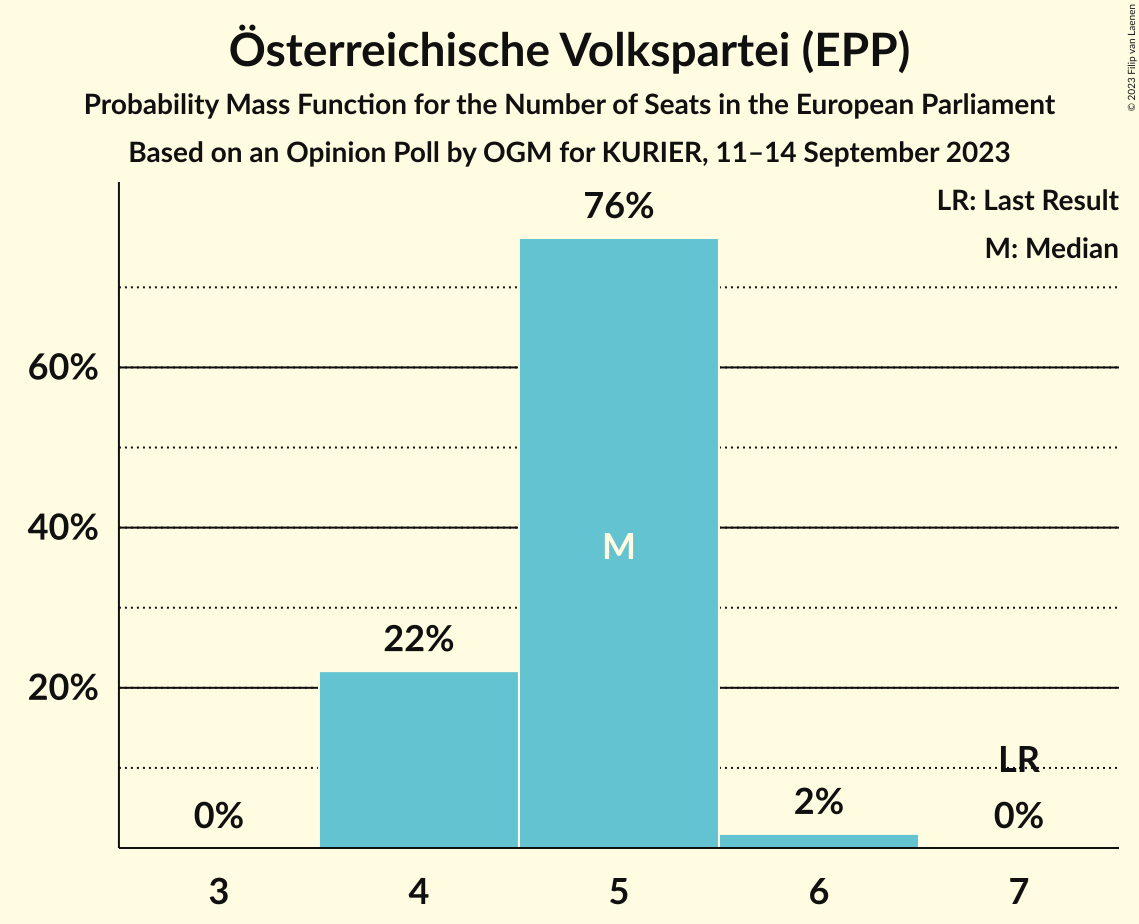 Österreichische Volkspartei (EPP)
Probability Mass Function for the Number of Seats in the European Parliament
Based on an Opinion Poll by OGM for KURIER, 11–14 September 2023
© 2023 Filip van Laenen
LR: Last Result
M: Median
76%
60%
40%
M
22%
20%
LR
0%
2%
0%
3 4 5 6 7